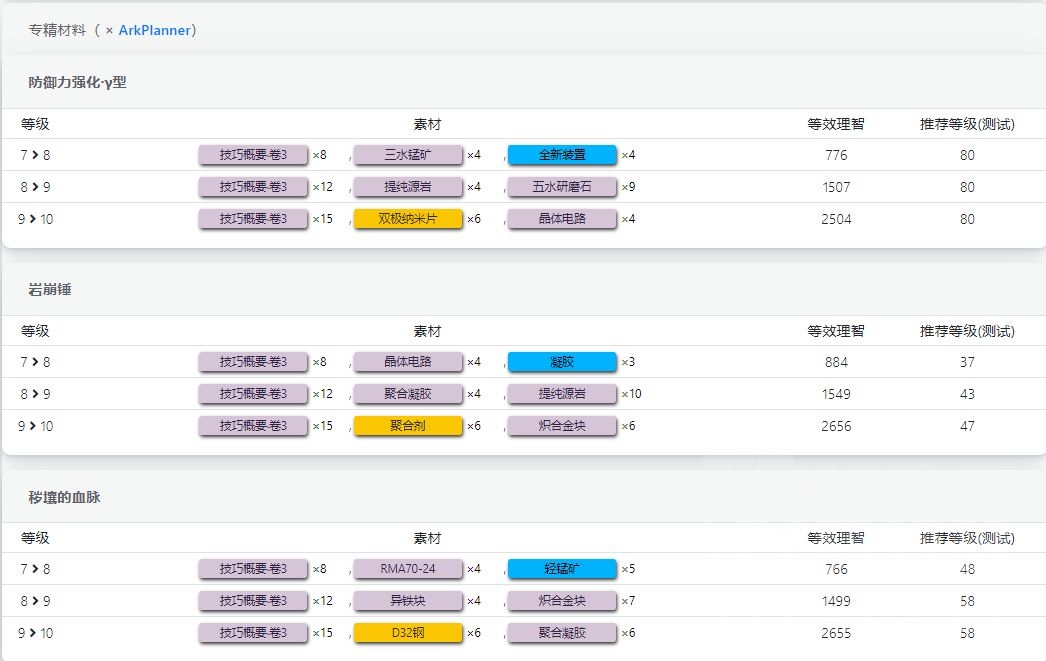 专精材料（ × ArkPlanner）
防御力强化·γ型
等级 素材 等效理智 推荐等级(测试)
7 > 8 技巧概要·卷3 ×8 , 三水锰矿 ×4 , 全新装置 ×4 776 80
8 > 9 技巧概要·卷3 ×12 , 提纯源岩 ×4 , 五水研磨石 ×9 1507 80
9 > 10 技巧概要·卷3 ×15 , 双极纳米片 ×6 , 晶体电路 ×4 2504 80
岩崩锤
等级 素材 等效理智 推荐等级(测试)
7 > 8 技巧概要·卷3 ×8 , 晶体电路 ×4 , 凝胶 ×3 884 37
8 > 9 技巧概要·卷3 ×12 , 聚合凝胶 ×4 , 提纯源岩 ×10 1549 43
9 > 10 技巧概要·卷3 ×15 , 聚合剂 ×6 , 炽合金块 ×6 2656 47
秽壤的血脉
等级 素材 等效理智 推荐等级(测试)
7 > 8 技巧概要·卷3 ×8 , RMA70-24 ×4 , 轻锰矿 ×5 766 48
8 > 9 技巧概要·卷3 ×12 , 异铁块 ×4 , 炽合金块 ×7 1499 58
9 > 10 技巧概要·卷3 ×15 , D32钢 ×6 , 聚合凝胶 ×6 2655 58